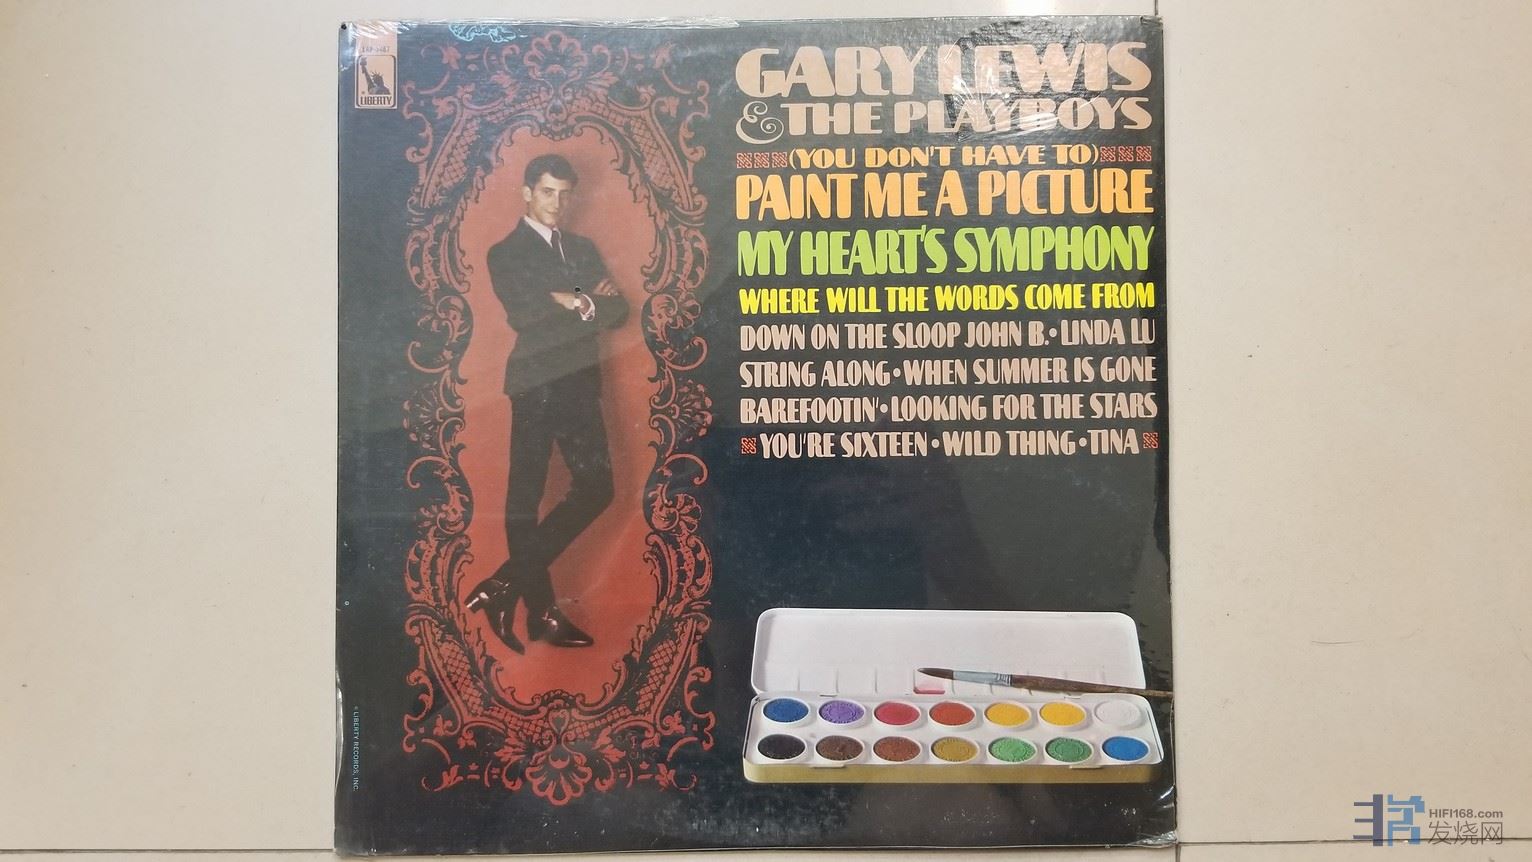 LRP-3487
LIBERTY
GARY LEWIS
& THE PLAYBOYS
(YOU DON'T HAVE TO)
PAINT ME A PICTURE
MY HEART'S SYMPHONY
WHERE WILL THE WORDS COME FROM
DOWN ON THE SLOOP JOHN B. • LINDA LU
STRING ALONG • WHEN SUMMER IS GONE
BAREFOOTIN' • LOOKING FOR THE STARS
YOU'RE SIXTEEN • WILD THING • TINA
© LIBERTY RECORDS, INC.
HIFI168.com
发烧网